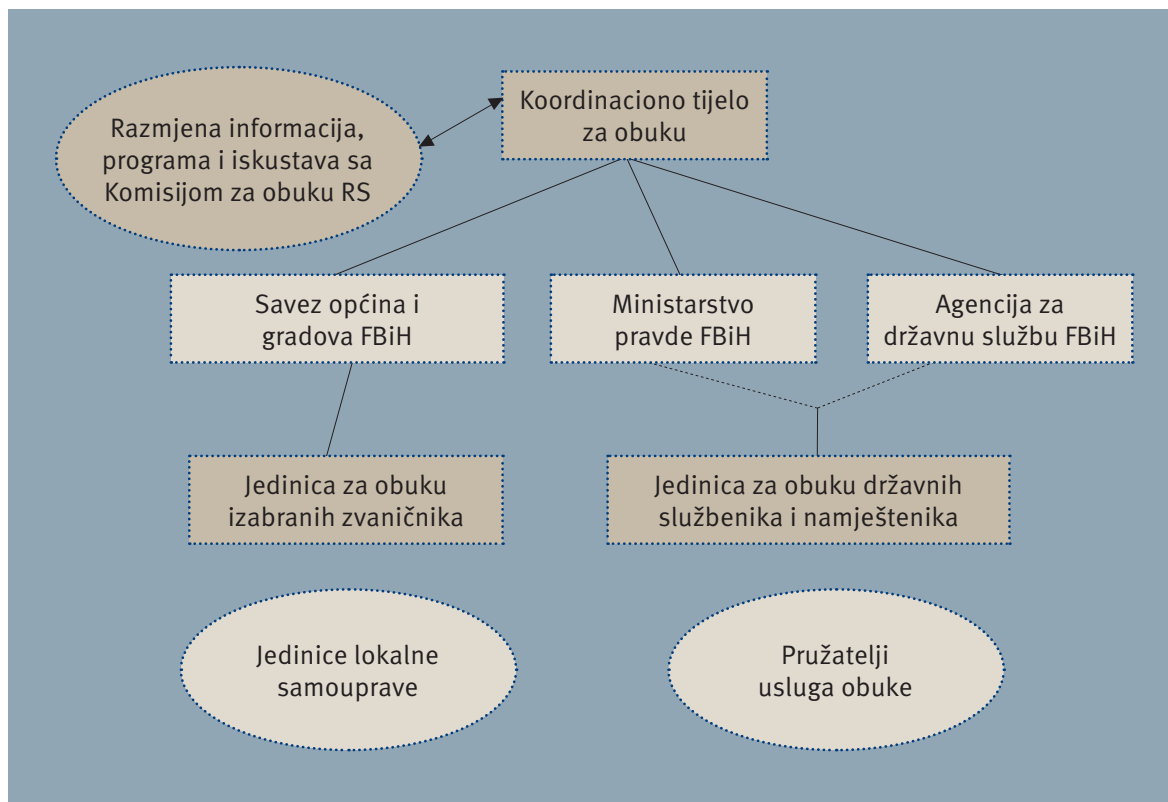 Koordinaciono tijelo
za obuku
Razmjena informacija,
programa i iskustava sa
Komisijom za obuku RS
Savez općina i
gradova FBiH
Ministarstvo
pravde FBiH
Agencija za
državnu službu FBiH
Jedinica za obuku
izabranih zvaničnika
Jedinica za obuku državnih
službenika i namještenika
Jedinice lokalne
samouprave
Pružatelji
usluga obuke